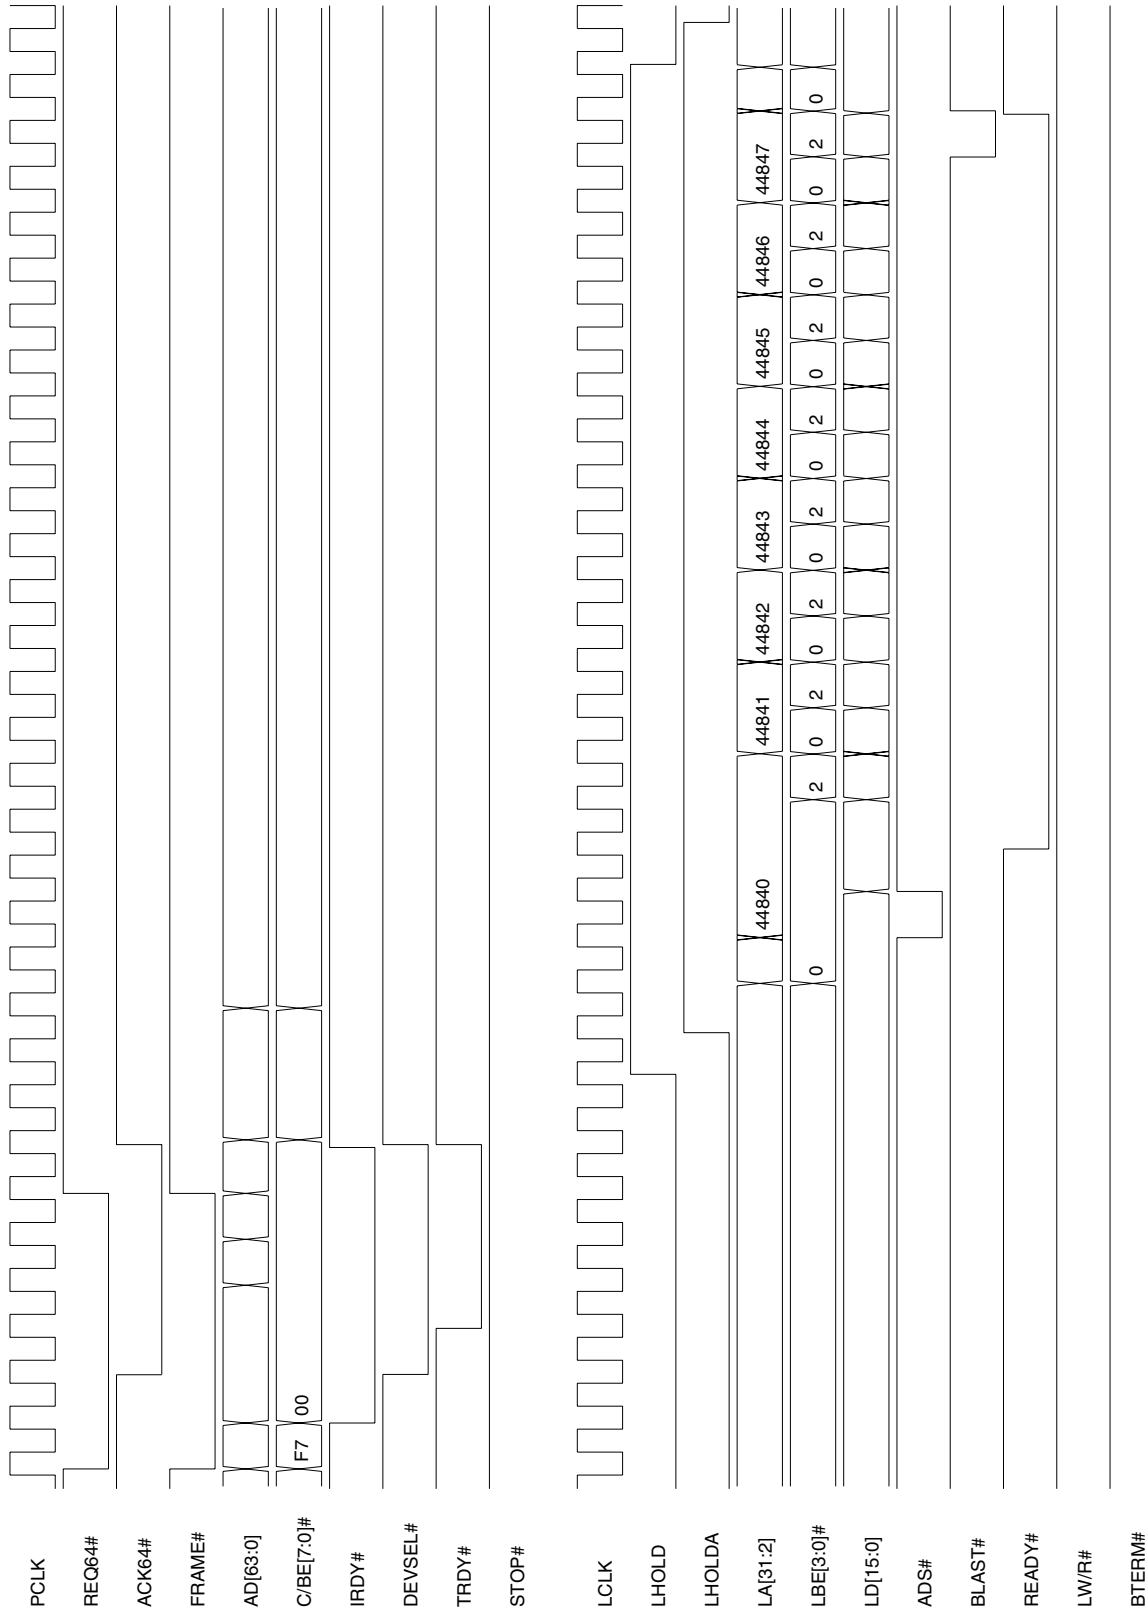 PCLK
REQ64#
ACK64#
FRAME#
AD[63:0]
C/BE[7:0]# F7 00
IRDY#
DEVSEL#
TRDY#
STOP#
LCLK
LHOLD
LHOLDA
LA[31:2] 44840 44841 44842 44843 44844 44845 44846 44847
LBE[3:0]# 0 2 0 2 0 2 0 2 0 2 0 2 0 2 0 2 0
LD[15:0]
ADS#
BLAST#
READY#
LW/R#
BTERM#